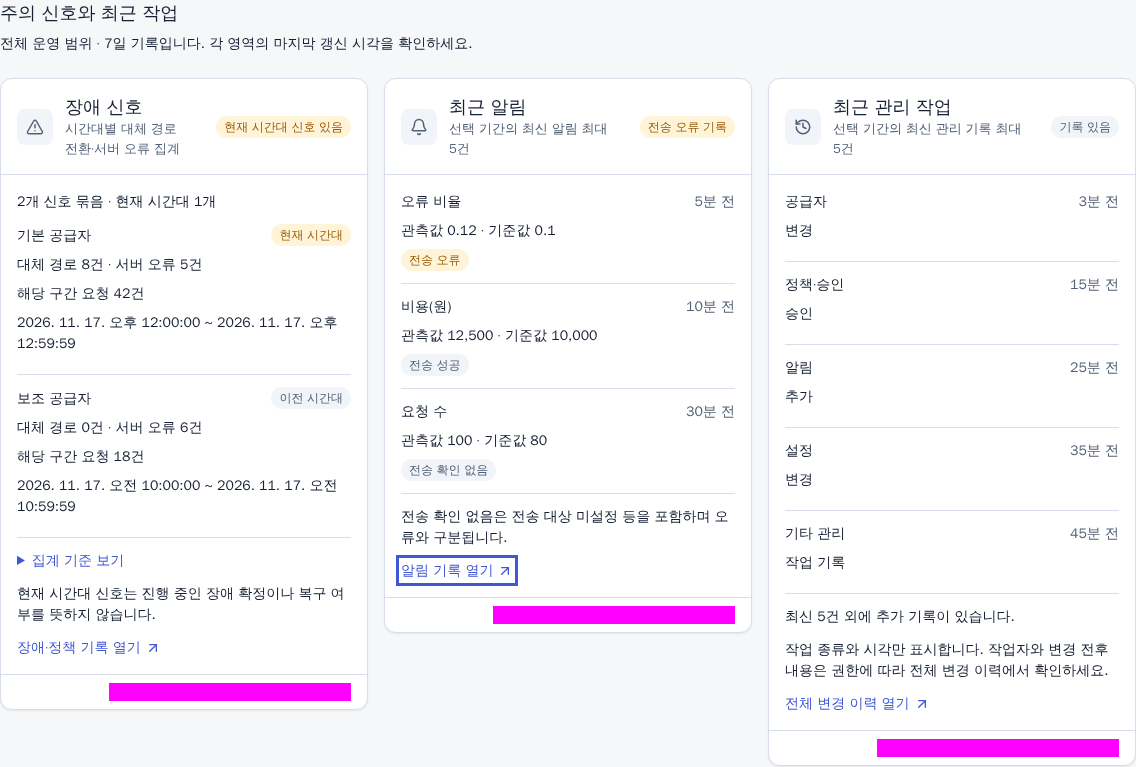 주의 신호와 최근 작업
전체 운영 범위 · 7일 기록입니다. 각 영역의 마지막 갱신 시각을 확인하세요.
장애 신호
시간대별 대체 경로
전환·서버 오류 집계
현재 시간대 신호 있음
2개 신호 묶음 · 현재 시간대 1개
기본 공급자
현재 시간대
대체 경로 8건 · 서버 오류 5건
해당 구간 요청 42건
2026. 11. 17. 오후 12:00:00 ~ 2026. 11. 17. 오후
12:59:59
보조 공급자
이전 시간대
대체 경로 0건 · 서버 오류 6건
해당 구간 요청 18건
2026. 11. 17. 오전 10:00:00 ~ 2026. 11. 17. 오전
10:59:59
집계 기준 보기
현재 시간대 신호는 진행 중인 장애 확정이나 복구 여
부를 뜻하지 않습니다.
장애·정책 기록 열기
최근 알림
선택 기간의 최신 알림 최대
5건
전송 오류 기록
오류 비율
5분 전
관측값 0.12 · 기준값 0.1
전송 오류
비용(원)
10분 전
관측값 12,500 · 기준값 10,000
전송 성공
요청 수
30분 전
관측값 100 · 기준값 80
전송 확인 없음
전송 확인 없음은 전송 대상 미설정 등을 포함하며 오
류와 구분됩니다.
알림 기록 열기
최근 관리 작업
선택 기간의 최신 관리 기록 최대
5건
기록 있음
공급자
3분 전
변경
정책·승인
15분 전
승인
알림
25분 전
추가
설정
35분 전
변경
기타 관리
45분 전
작업 기록
최신 5건 외에 추가 기록이 있습니다.
작업 종류와 시각만 표시합니다. 작업자와 변경 전후
내용은 권한에 따라 전체 변경 이력에서 확인하세요.
전체 변경 이력 열기